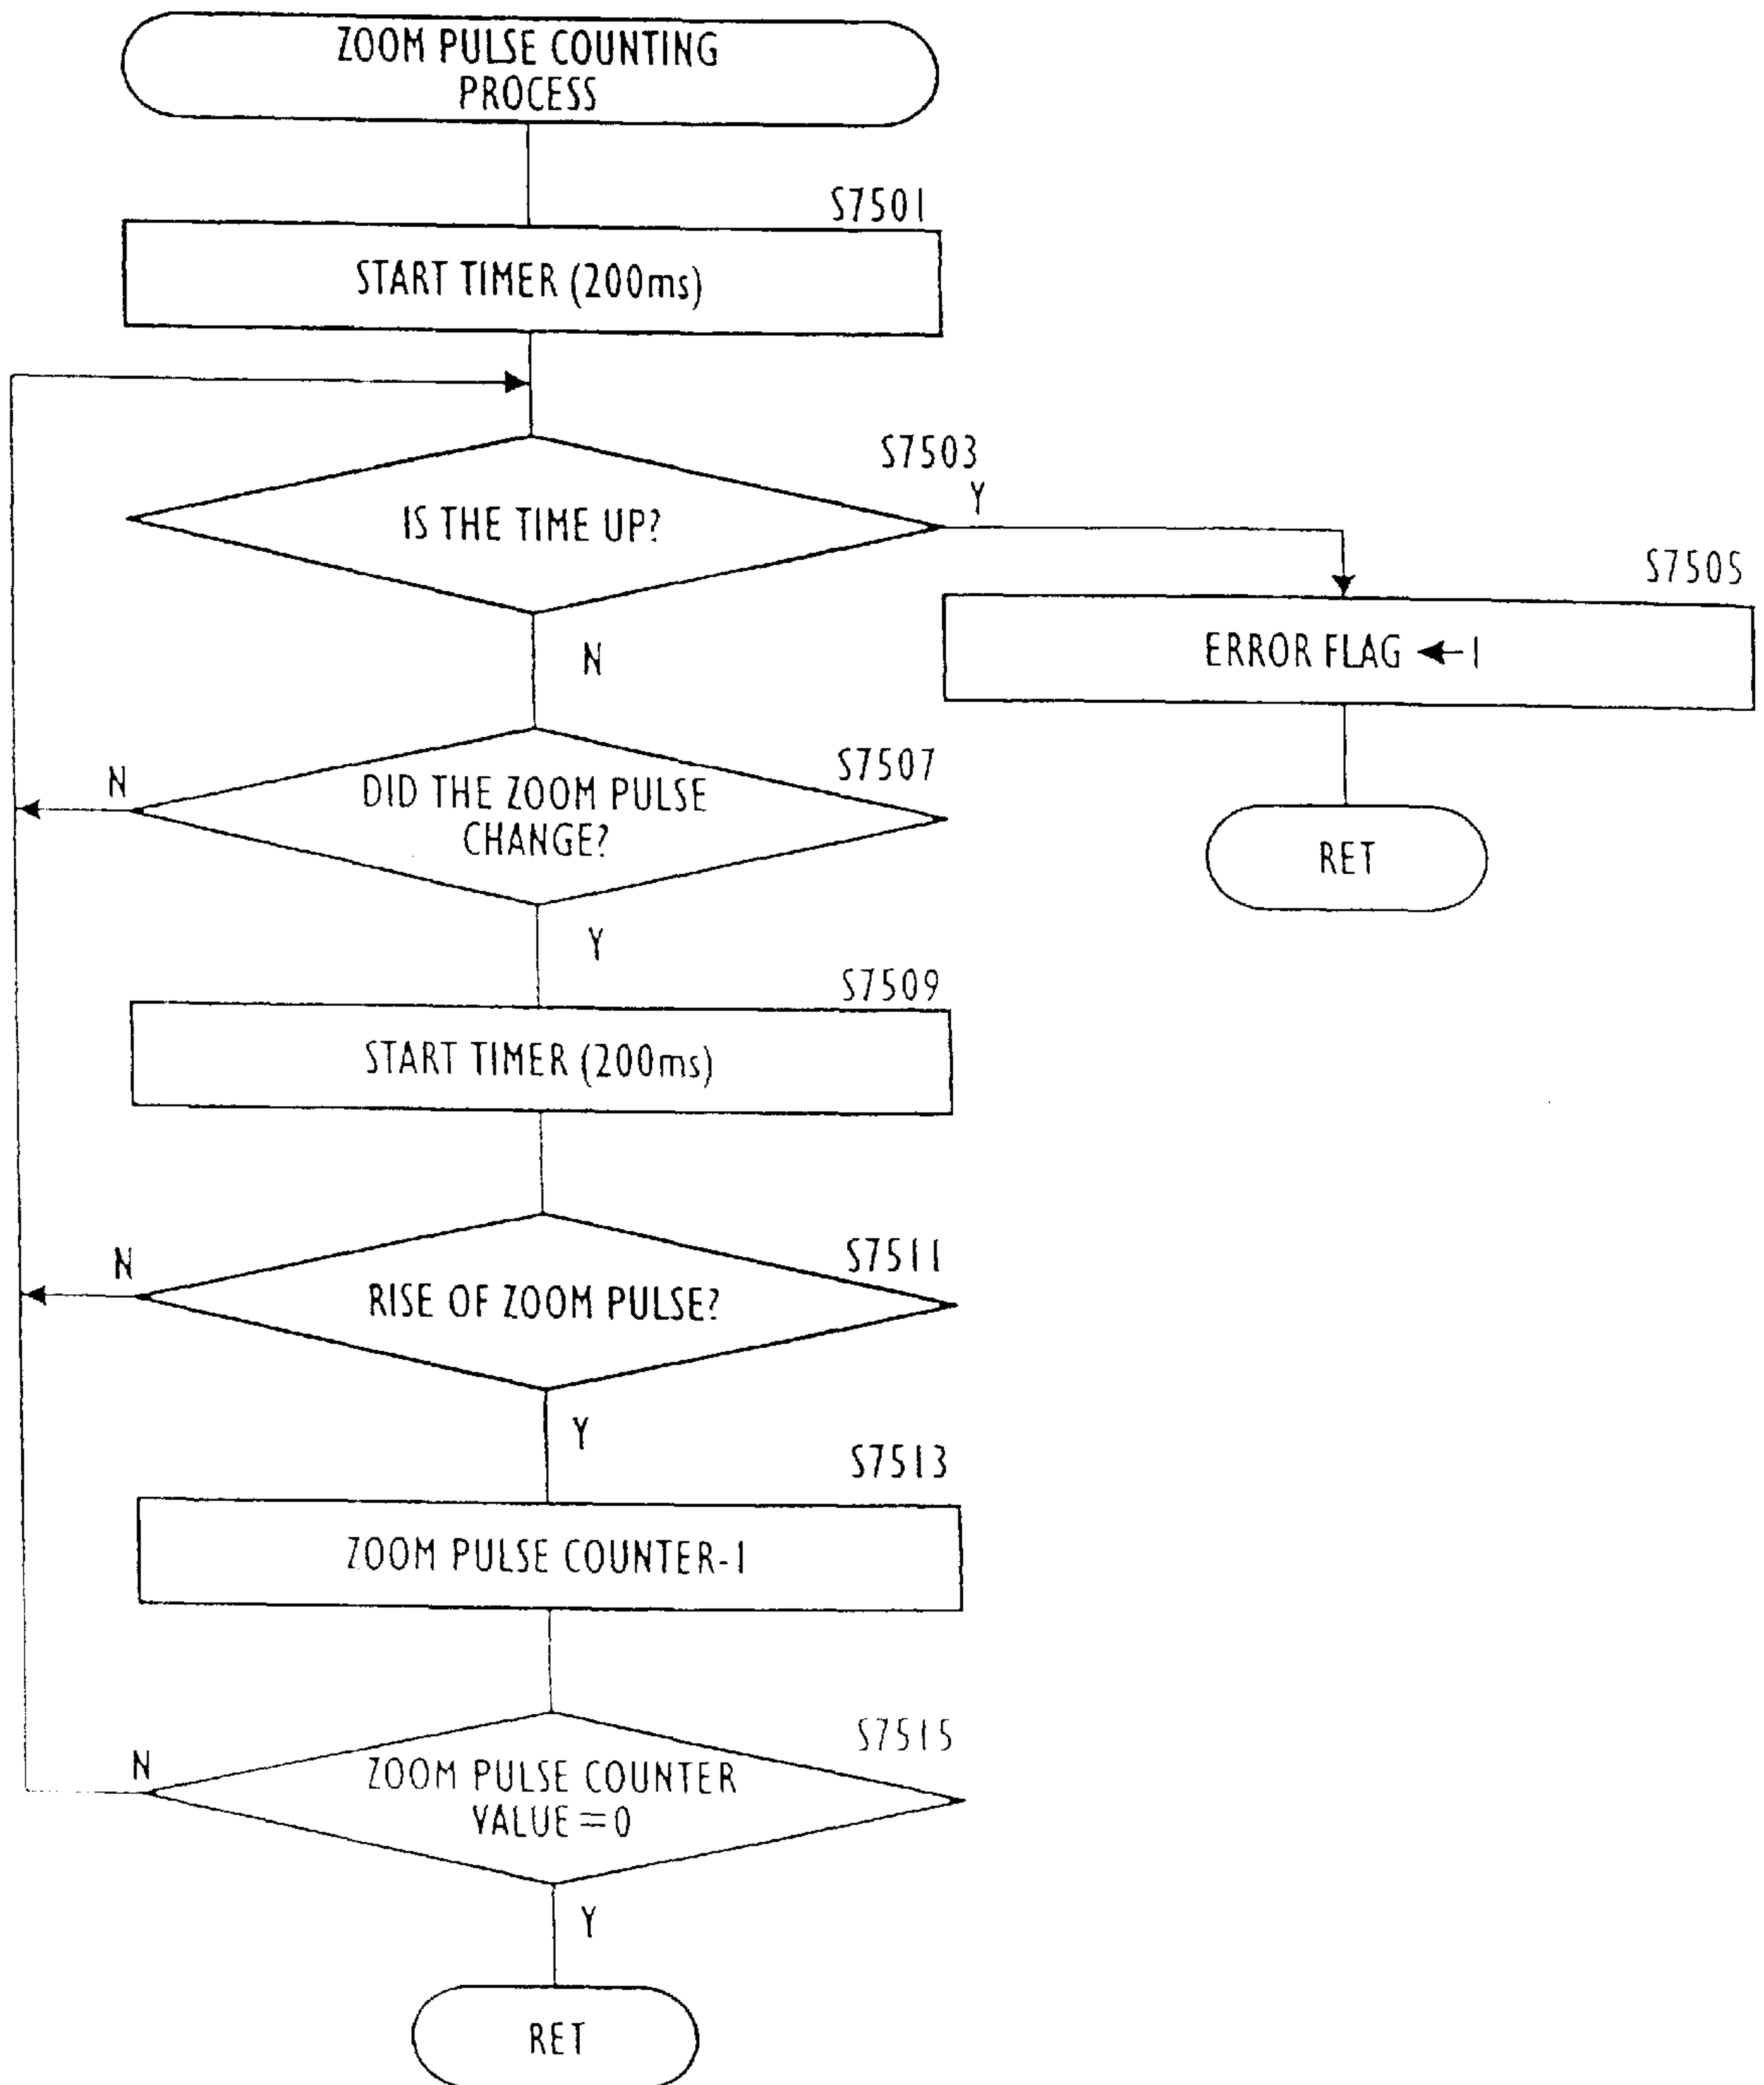 ZOOM PULSE COUNTING
PROCESS
S7501
START TIMER (200ms)
S7503
IS THE TIME UP?
Y
S7505
ERROR FLAG ←1
N
RET
S7507
N
DID THE ZOOM PULSE
CHANGE?
Y
S7509
START TIMER (200ms)
S7511
N
RISE OF ZOOM PULSE?
Y
S7513
ZOOM PULSE COUNTER-1
S7515
N
ZOOM PULSE COUNTER
VALUE=0
Y
RET